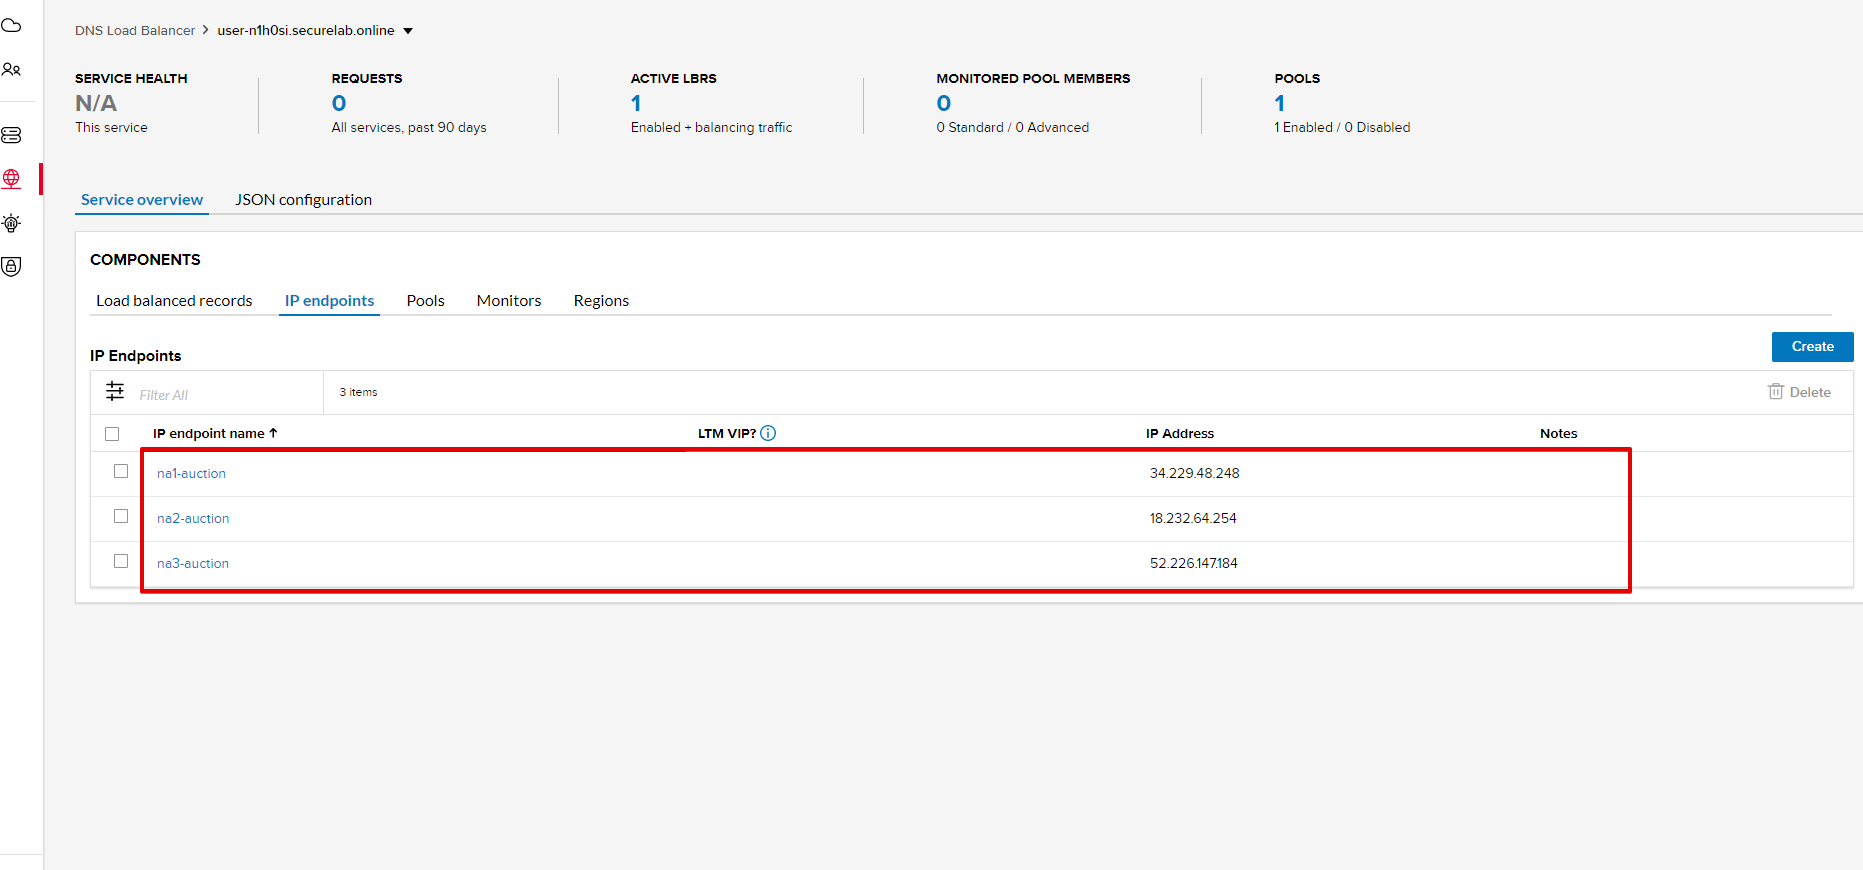 DNS Load Balancer > user-n1h0si.securelab.online
SERVICE HEALTH
N/A
This service
REQUESTS
0
All services, past 90 days
ACTIVE LBRS
1
Enabled + balancing traffic
MONITORED POOL MEMBERS
0
0 Standard / 0 Advanced
POOLS
1
1 Enabled / 0 Disabled
Service overview JSON configuration
COMPONENTS
Load balanced records IP endpoints Pools Monitors Regions
IP Endpoints
Create
Filter All 3 items Delete
IP endpoint name ↑ LTM VIP? IP Address Notes
na1-auction 34.229.48.248
na2-auction 18.232.64.254
na3-auction 52.226.147.184